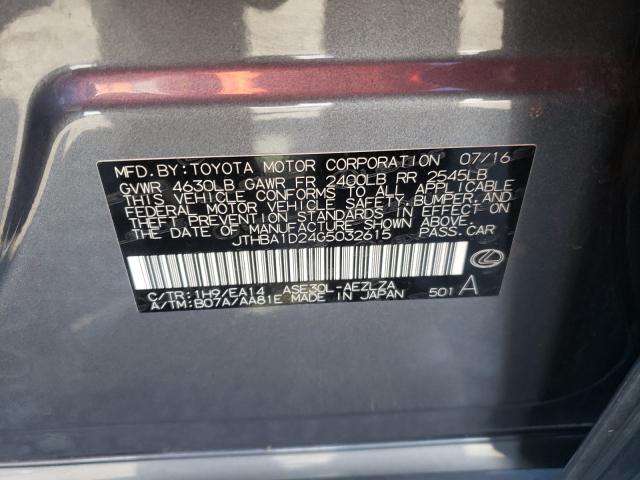 MFD.BY:TOYOTA MOTOR CORPORATION 07/16
GVWR 4630LB GAWR FR 2400LB RR 2545LB
THIS VEHICLE CONFORMS TO ALL APPLICABLE
FEDERAL MOTOR VEHICLE SAFETY,BUMPER,AND
THEFT PREVENTION STANDARDS IN EFFECT ON
THE DATE OF MANUFACTURE SHOWN ABOVE.
JTHBA1D24G5032615 PASS.CAR
C/TR:1H9/EA14 ASE30L-AEZLZA
A/TM:B07A/AA81E MADE IN JAPAN 501 A